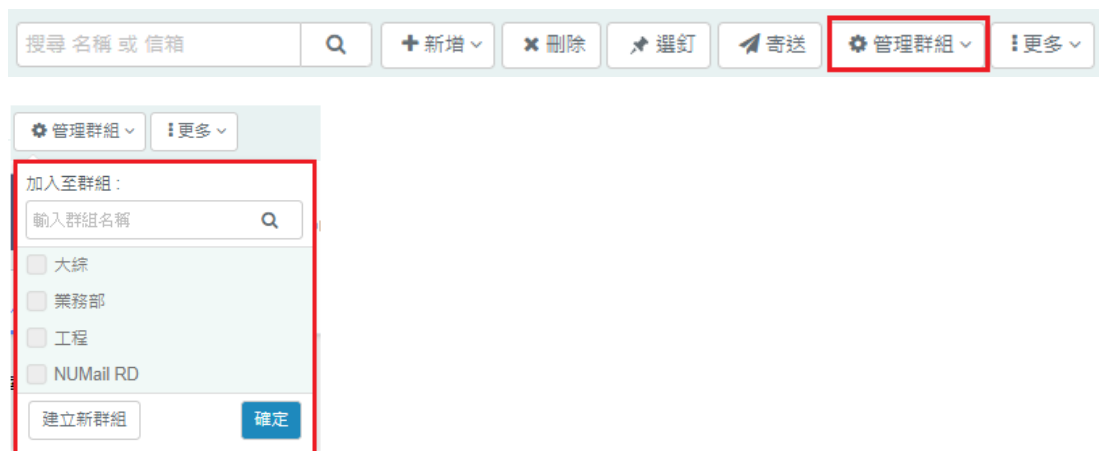 搜尋 名稱 或 信箱 新增 刪除 選釘 寄送 管理群組 更多
管理群組 更多
加入至群組 :
輸入群組名稱
大綜
業務部
工程
NUMail RD
建立新群組 確定